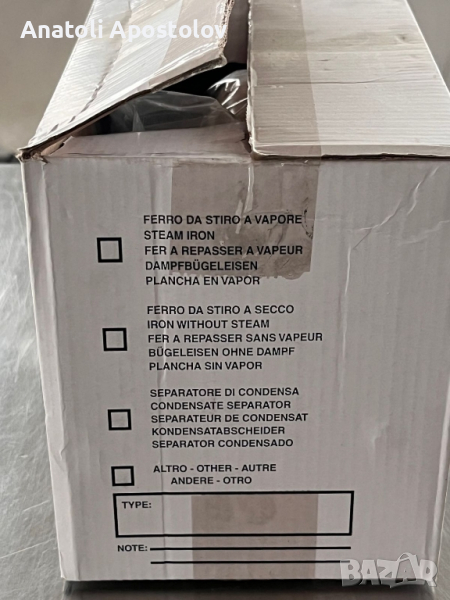 Anatoli Apostolov
FERRO DA STIRO A VAPORE
STEAM IRON
FER A REPASSER A VAPEUR
DAMPFBÜGELEISEN
PLANCHA EN VAPOR
FERRO DA STIRO A SECCO
IRON WITHOUT STEAM
FER A REPASSER SANS VAPEUR
BÜGELEISEN OHNE DAMPF
PLANCHA SIN VAPOR
SEPARATORE DI CONDENSA
CONDENSATE SEPARATOR
SEPARATEUR DE CONDENSAT
KONDENSATABSCHEIDER
SEPARATOR CONDENSADO
ALTRO - OTHER - AUTRE
ANDERE - OTRO
TYPE:
NOTE:
BAZAR